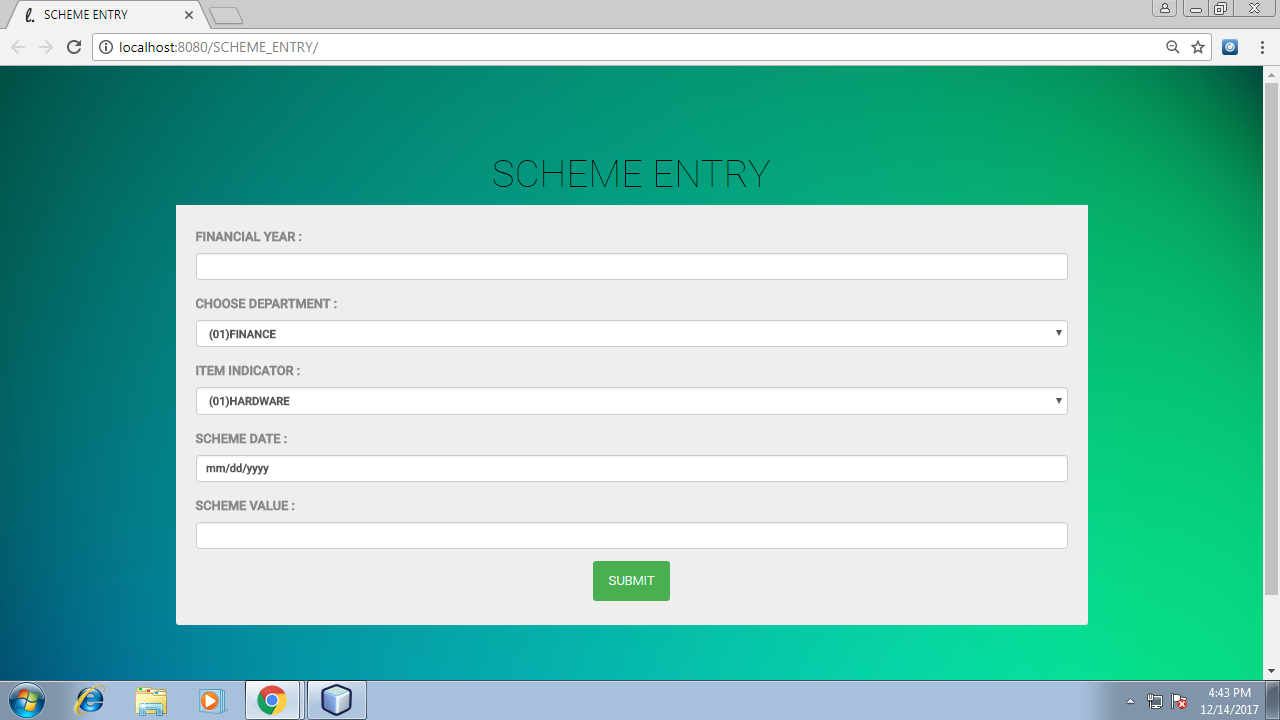 SCHEME ENTRY
localhost:8080/SCHEME_ENTRY/
SCHEME ENTRY
FINANCIAL YEAR :
CHOOSE DEPARTMENT :
(01)FINANCE
ITEM INDICATOR :
(01)HARDWARE
SCHEME DATE :
mm/dd/yyyy
SCHEME VALUE :
SUBMIT
4:43 PM
12/14/2017